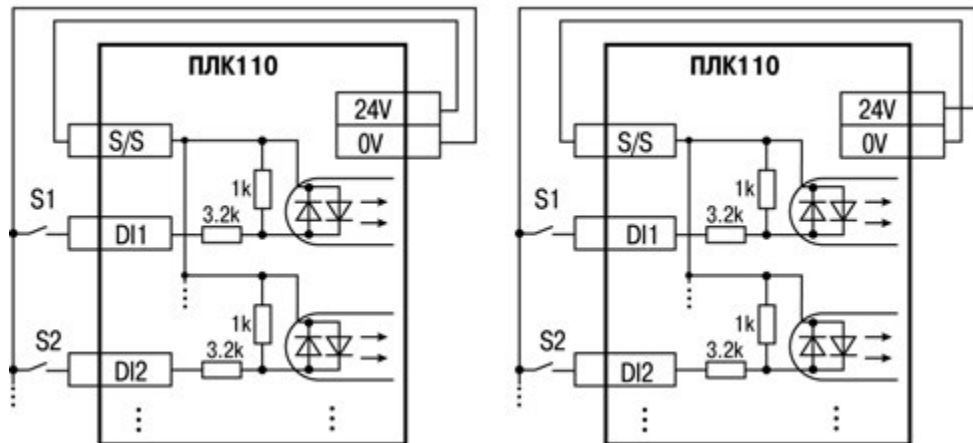 ПЛК110
24V
0V
S/S
1k
S1
3.2k
DI1
1k
S2
3.2k
DI2
ПЛК110
24V
0V
S/S
1k
S1
3.2k
DI1
1k
S2
3.2k
DI2